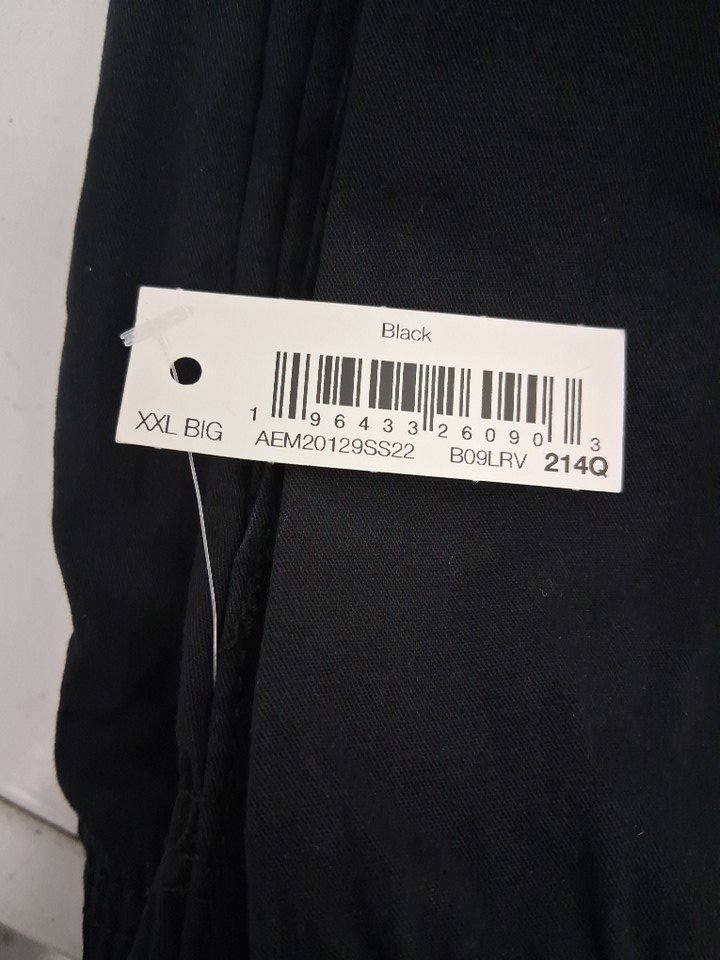 Black
1 96433 26090 3
XXL BIG AEM20129SS22 B09LRV 214Q